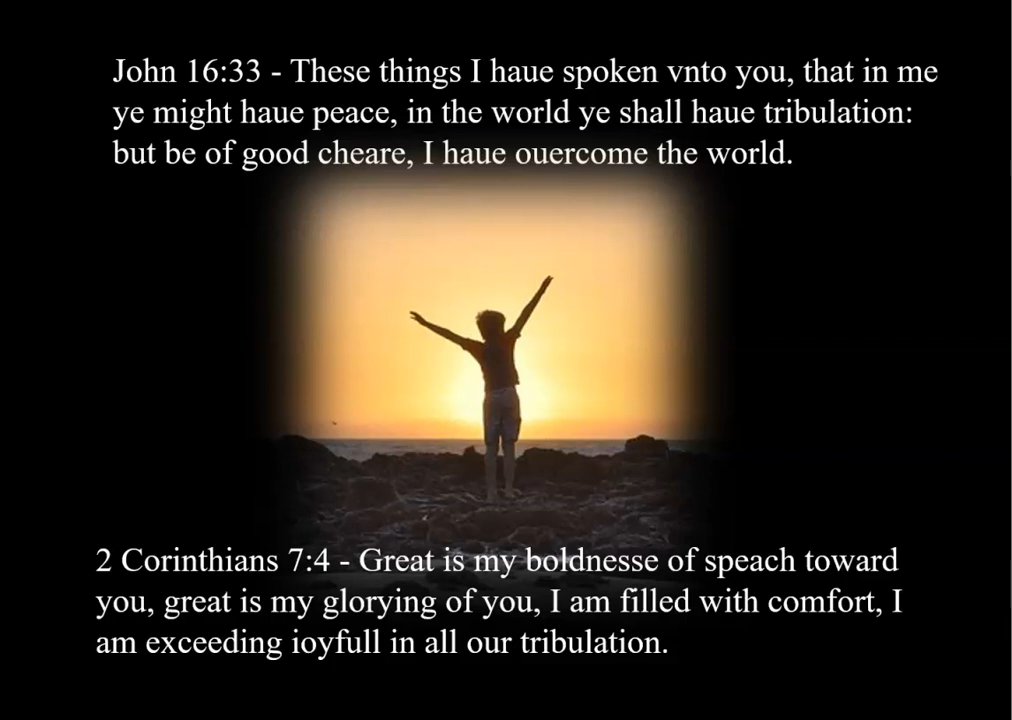 John 16:33 - These things I haue spoken vnto you, that in me
ye might haue peace, in the world ye shall haue tribulation:
but be of good cheare, I haue ouercome the world.
2 Corinthians 7:4 - Great is my boldnesse of speach toward
you, great is my glorying of you, I am filled with comfort, I
am exceeding ioyfull in all our tribulation.